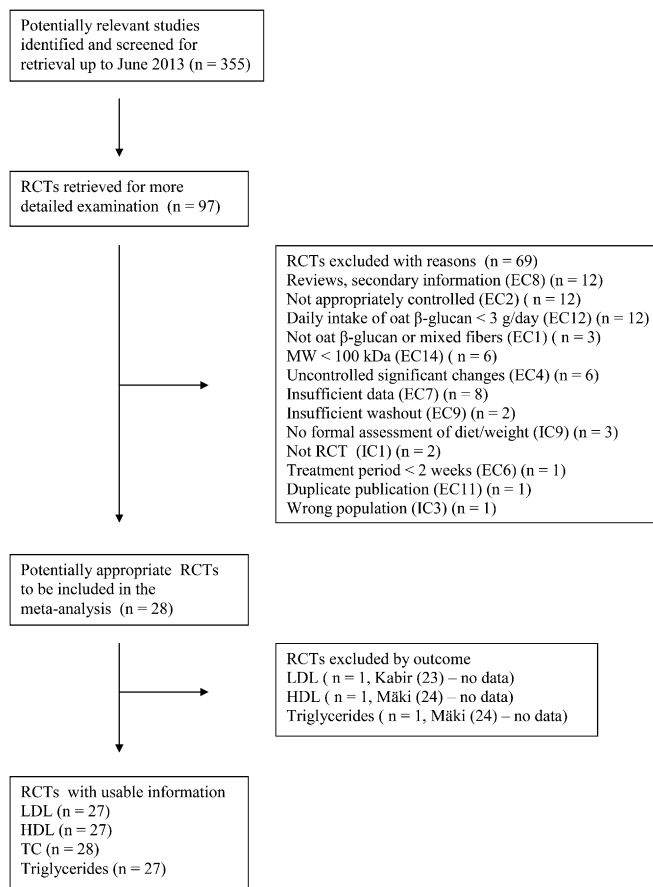 Potentially relevant studies
identified and screened for
retrieval up to June 2013 (n = 355)
RCTs retrieved for more
detailed examination (n = 97)
RCTs excluded with reasons (n = 69)
Reviews, secondary information (EC8) (n = 12)
Not appropriately controlled (EC2) ( n = 12)
Daily intake of oat β-glucan < 3 g/day (EC12) (n = 12)
Not oat β-glucan or mixed fibers (EC1) ( n = 3)
MW < 100 kDa (EC14) ( n = 6)
Uncontrolled significant changes (EC4) ( n = 6)
Insufficient data (EC7) ( n = 8)
Insufficient washout (EC9) ( n = 2)
No formal assessment of diet/weight (IC9) ( n = 3)
Not RCT (IC1) ( n = 2)
Treatment period < 2 weeks (EC6) ( n = 1)
Duplicate publication (EC11) ( n = 1)
Wrong population (IC3) ( n = 1)
Potentially appropriate RCTs
to be included in the
meta-analysis (n = 28)
RCTs excluded by outcome
LDL ( n = 1, Kabir (23) – no data)
HDL ( n = 1, Mäki (24) – no data)
Triglycerides ( n = 1, Mäki (24) – no data)
RCTs with usable information
LDL (n = 27)
HDL (n = 27)
TC (n = 28)
Triglycerides (n = 27)